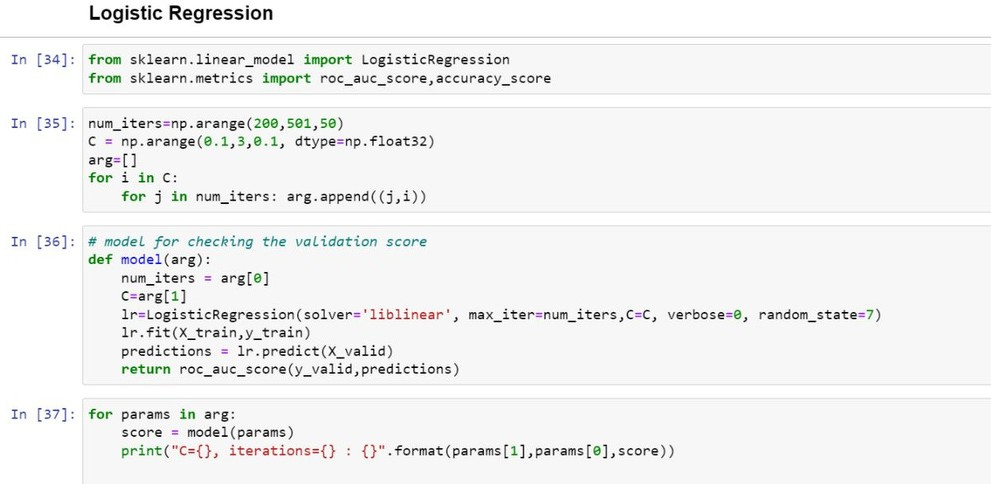 Logistic Regression
In [34]: from sklearn.linear_model import LogisticRegression
from sklearn.metrics import roc_auc_score,accuracy_score
In [35]: num_iters=np.arange(200,501,50)
C = np.arange(0.1,3,0.1, dtype=np.float32)
arg=[]
for i in C:
    for j in num_iters: arg.append((j,i))
In [36]: # model for checking the validation score
def model(arg):
    num_iters = arg[0]
    C=arg[1]
    lr=LogisticRegression(solver='liblinear', max_iter=num_iters,C=C, verbose=0, random_state=7)
    lr.fit(X_train,y_train)
    predictions = lr.predict(X_valid)
    return roc_auc_score(y_valid,predictions)
In [37]: for params in arg:
    score = model(params)
    print("C={}, iterations={} : {}".format(params[1],params[0],score))